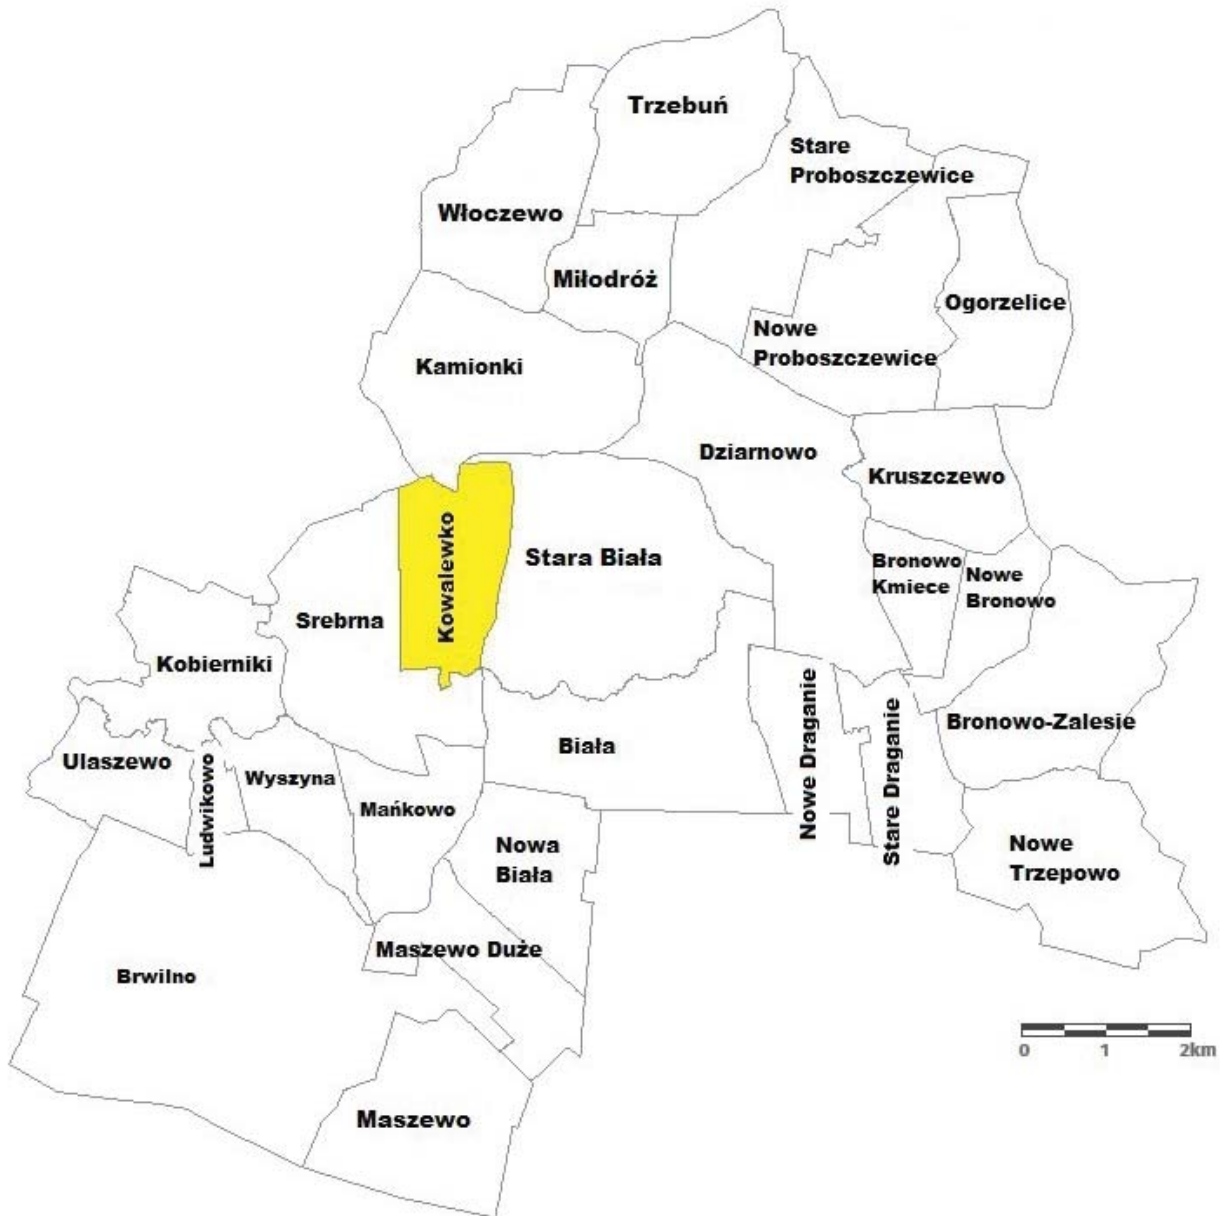 Trzebuń
Stare
Proboszczewice
Włoczewo
Miłodróż
Ogorzelice
Nowe
Proboszczewice
Kamionki
Dziarnowo
Kruszczewo
Kowalewko
Stara Biała
Bronowo
Kmiece
Nowe
Bronowo
Srebrna
Kobierniki
Nowe Draganie
Stare Draganie
Bronowo-Zalesie
Ulaszewo
Ludwikowo
Wyszyna
Biała
Mańkowo
Nowa
Biała
Nowe
Trzepowo
Maszewo Duże
Brwilno
0 1 2km
Maszewo